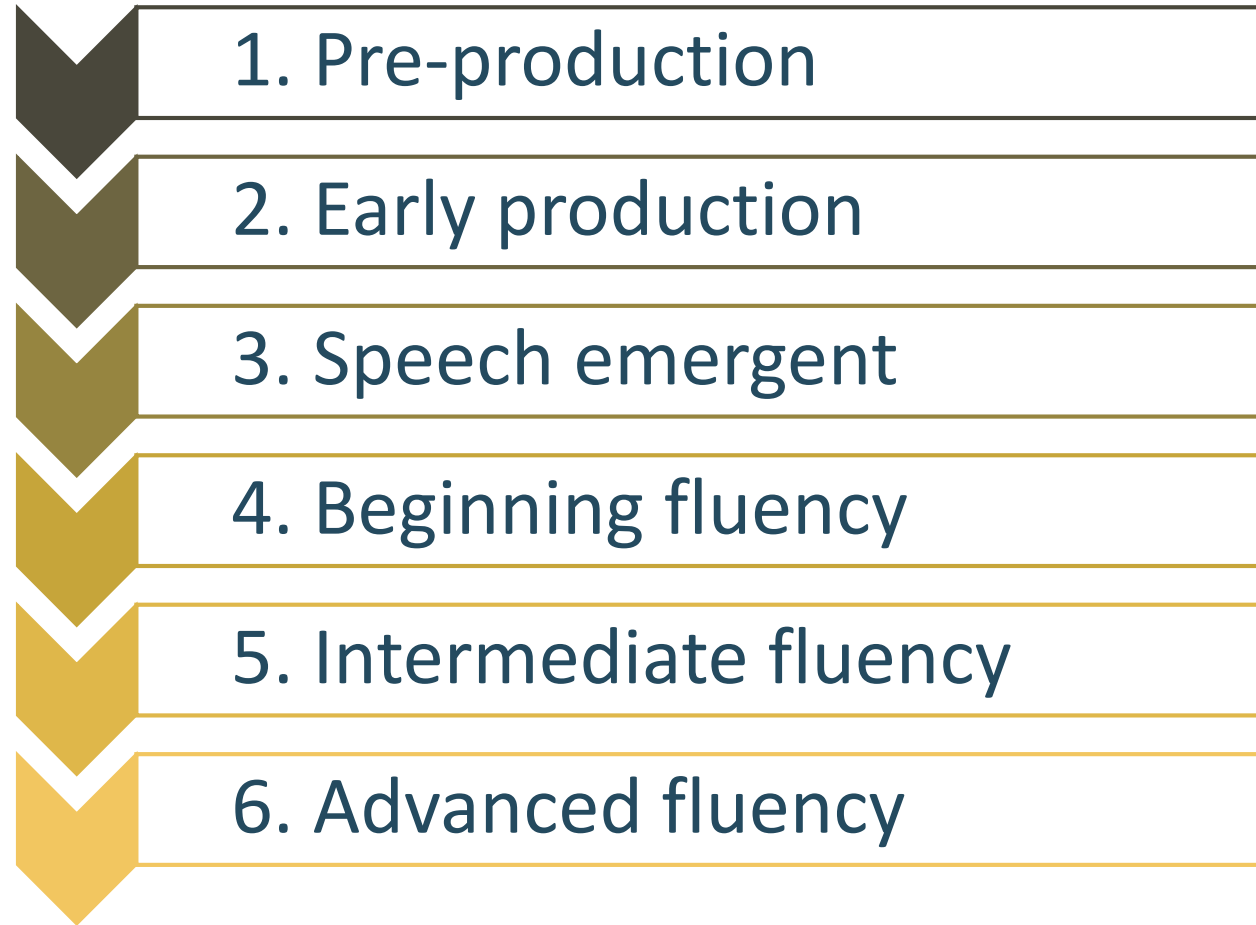 1. Pre-production
2. Early production
3. Speech emergent
4. Beginning fluency
5. Intermediate fluency
6. Advanced fluency